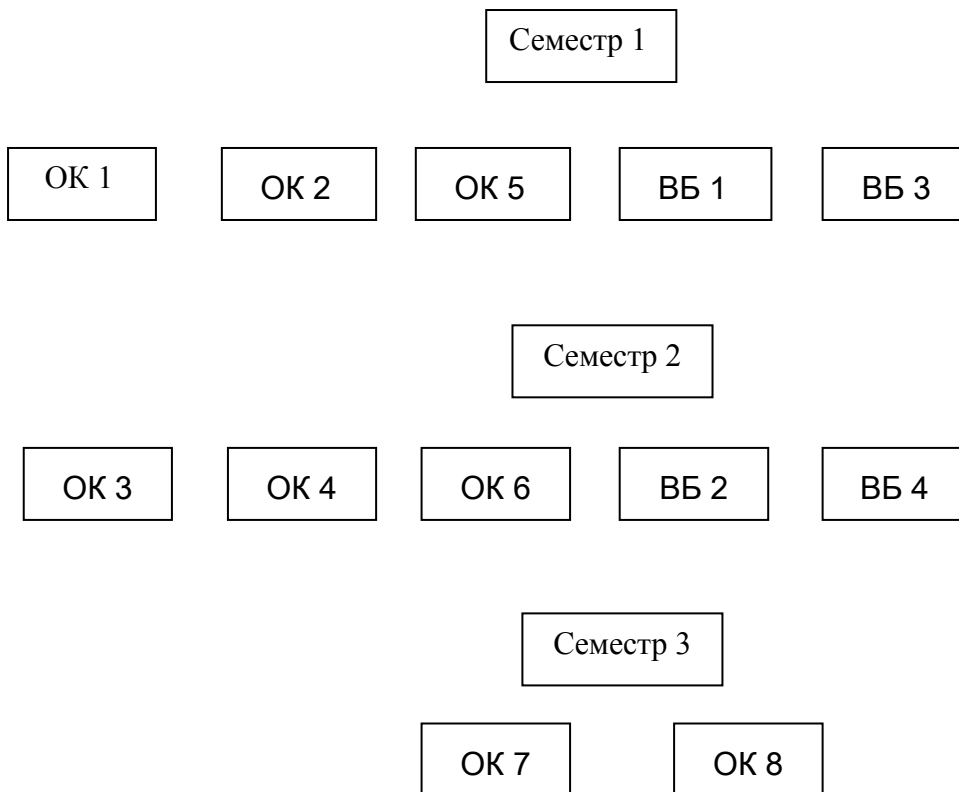 Семестр 1
ОК 1 ОК 2 ОК 5 ВБ 1 ВБ 3
Семестр 2
ОК 3 ОК 4 ОК 6 ВБ 2 ВБ 4
Семестр 3
ОК 7 ОК 8